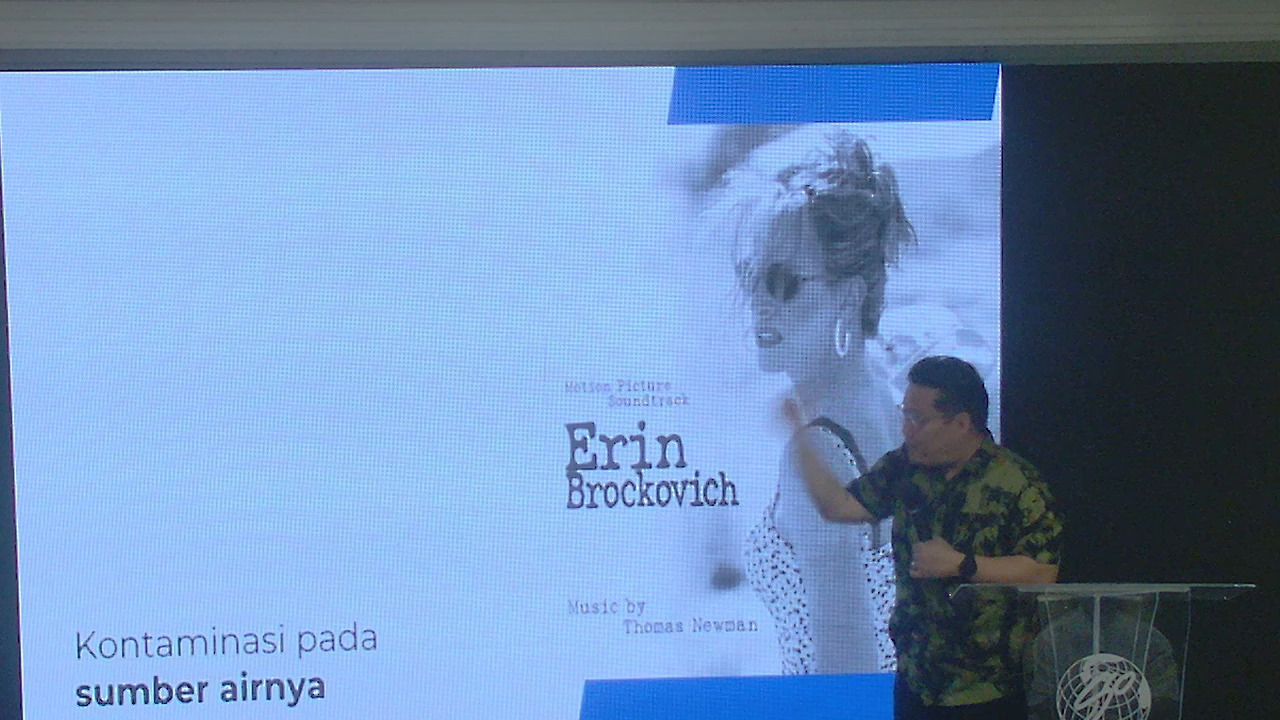 Motion Picture
Soundtrack
Erin
Brockovich
Music by
Thomas Newman
Kontaminasi pada
sumber airnya